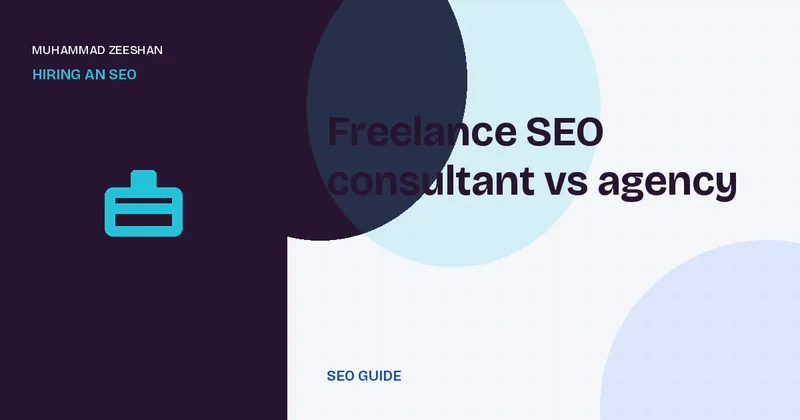 MUHAMMAD ZEESHAN
HIRING AN SEO
Freelance SEO
consultant vs agency
SEO GUIDE